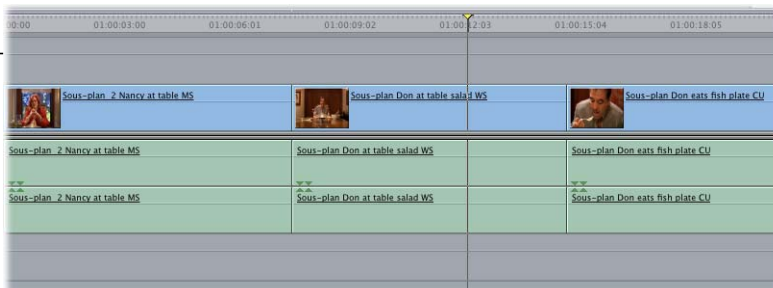 00:00 01:00:03:00 01:00:06:01 01:00:09:02 01:00:12:03 01:00:15:04 01:00:18:05
Sous-plan 2 Nancy at table MS Sous-plan Don at table salad WS Sous-plan Don eats fish plate CU
Sous-plan 2 Nancy at table MS Sous-plan Don at table salad WS Sous-plan Don eats fish plate CU
Sous-plan 2 Nancy at table MS Sous-plan Don at table salad WS Sous-plan Don eats fish plate CU